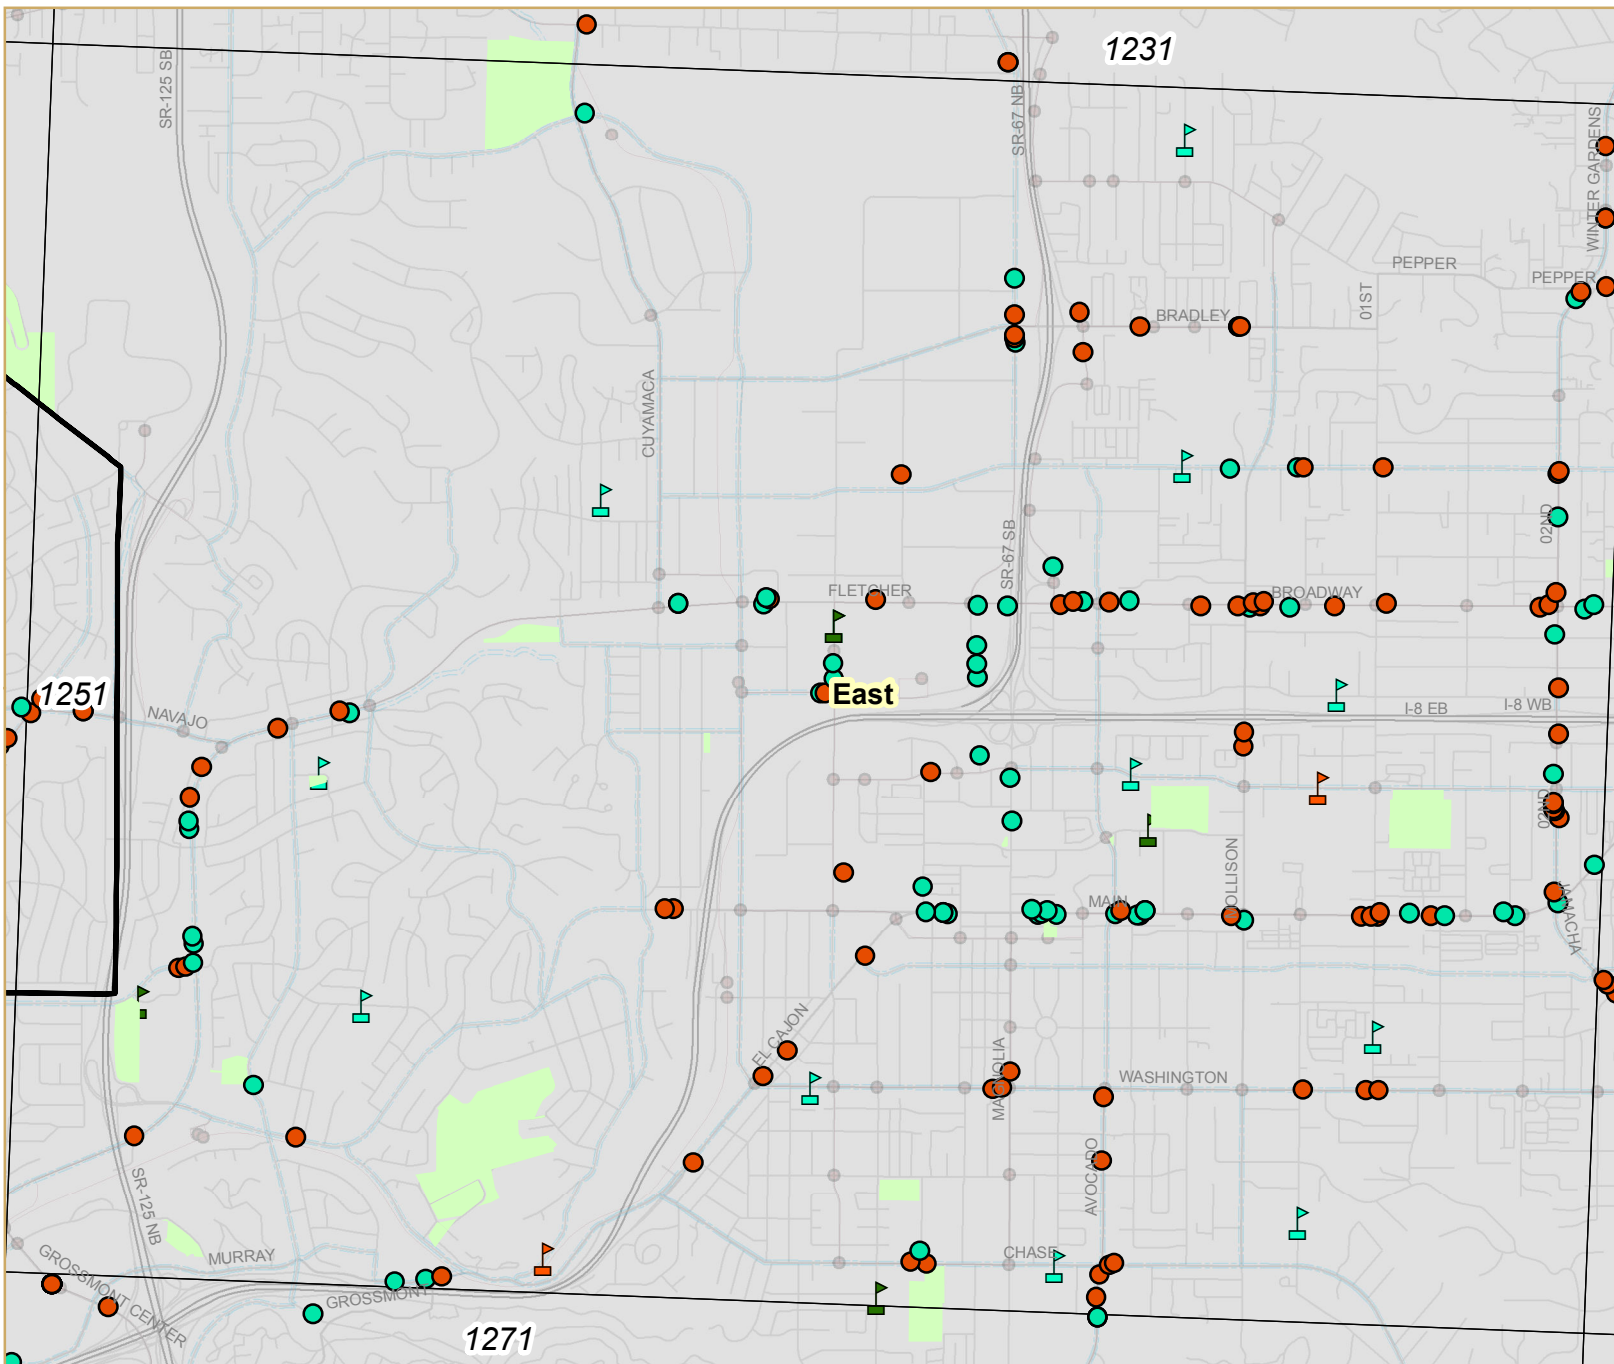 1231
SR-125 SB
SR-67 NB
WINTER GARDENS
PEPPER
PEPPER
01ST
BRADLEY
CUYAMACA
02ND
SR-67 SB
FLETCHER
BROADWAY
1251
East
NAVAJO
I-8 EB
I-8 WB
02ND
MOLLISON
MAIN
JAMACHA
EL CAJON
MAGNOLIA
WASHINGTON
AVOCADO
SR-125 NB
MURRAY
CHASE
GROSSMONT CENTER
GROSSMONT
1271